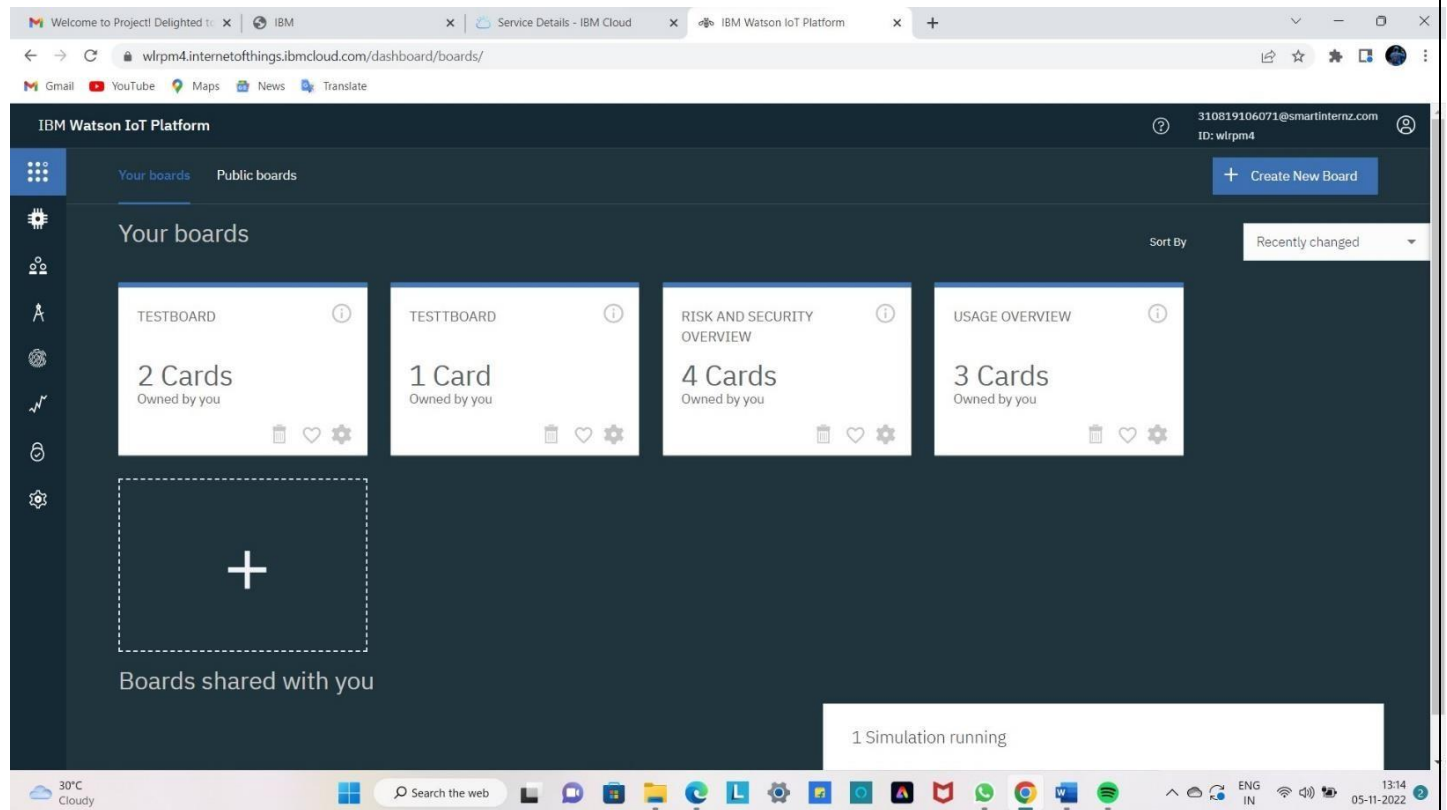 Welcome to Project! Delighted to
IBM
Service Details - IBM Cloud
IBM Watson IoT Platform
wlrpm4.internetofthings.ibmcloud.com/dashboard/boards/
Gmail
YouTube
Maps
News
Translate
IBM Watson IoT Platform
310819106071@smartinternz.com
ID: wlrpm4
Your boards
Public boards
+ Create New Board
Your boards
Sort By
Recently changed
TESTBOARD
2 Cards
Owned by you
TESTTBOARD
1 Card
Owned by you
RISK AND SECURITY
OVERVIEW
4 Cards
Owned by you
USAGE OVERVIEW
3 Cards
Owned by you
Boards shared with you
1 Simulation running
30°C
Cloudy
Search the web
ENG
IN
13:14
05-11-2022
2